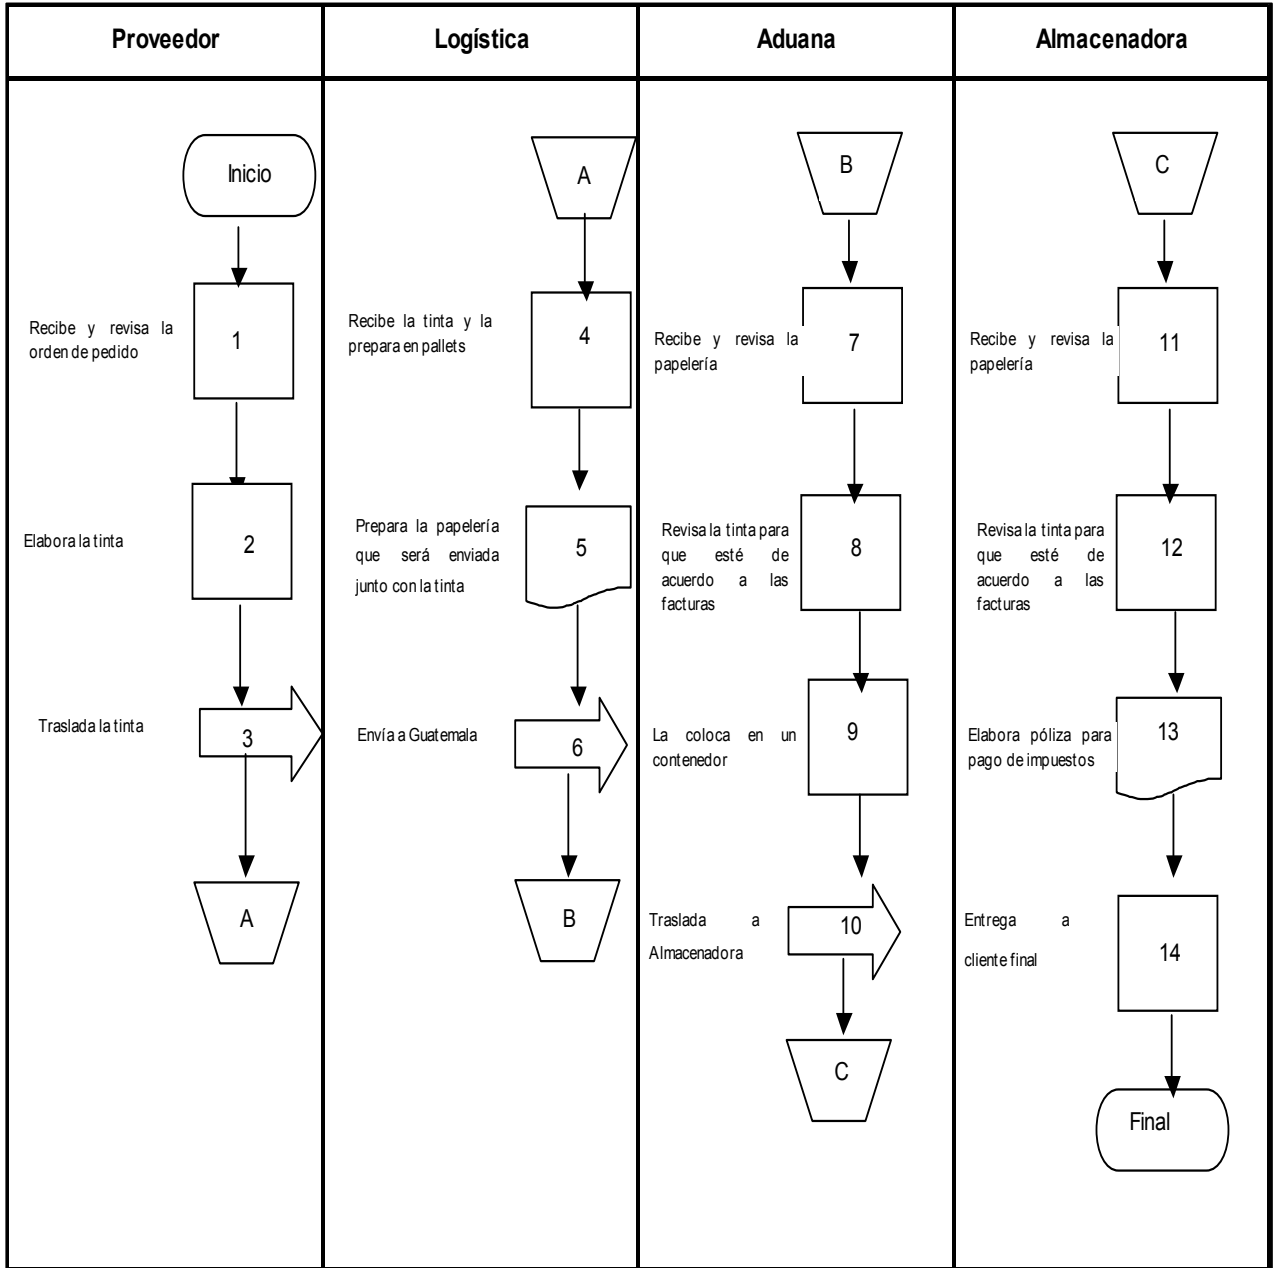 Proveedor
Logística
Aduana
Almacenadora
Inicio
Recibe y revisa la
orden de pedido
1
Elabora la tinta
2
Traslada la tinta
3
A
A
Recibe la tinta y la
prepara en pallets
4
Prepara la papelería
que será enviada
junto con la tinta
5
Envía a Guatemala
6
B
B
Recibe y revisa la
papelería
7
Revisa la tinta para
que esté de
acuerdo a las
facturas
8
La coloca en un
contenedor
9
Traslada a
Almacenadora
10
C
C
Recibe y revisa la
papelería
11
Revisa la tinta para
que esté de
acuerdo a las
facturas
12
Elabora póliza para
pago de impuestos
13
Entrega a
cliente final
14
Final